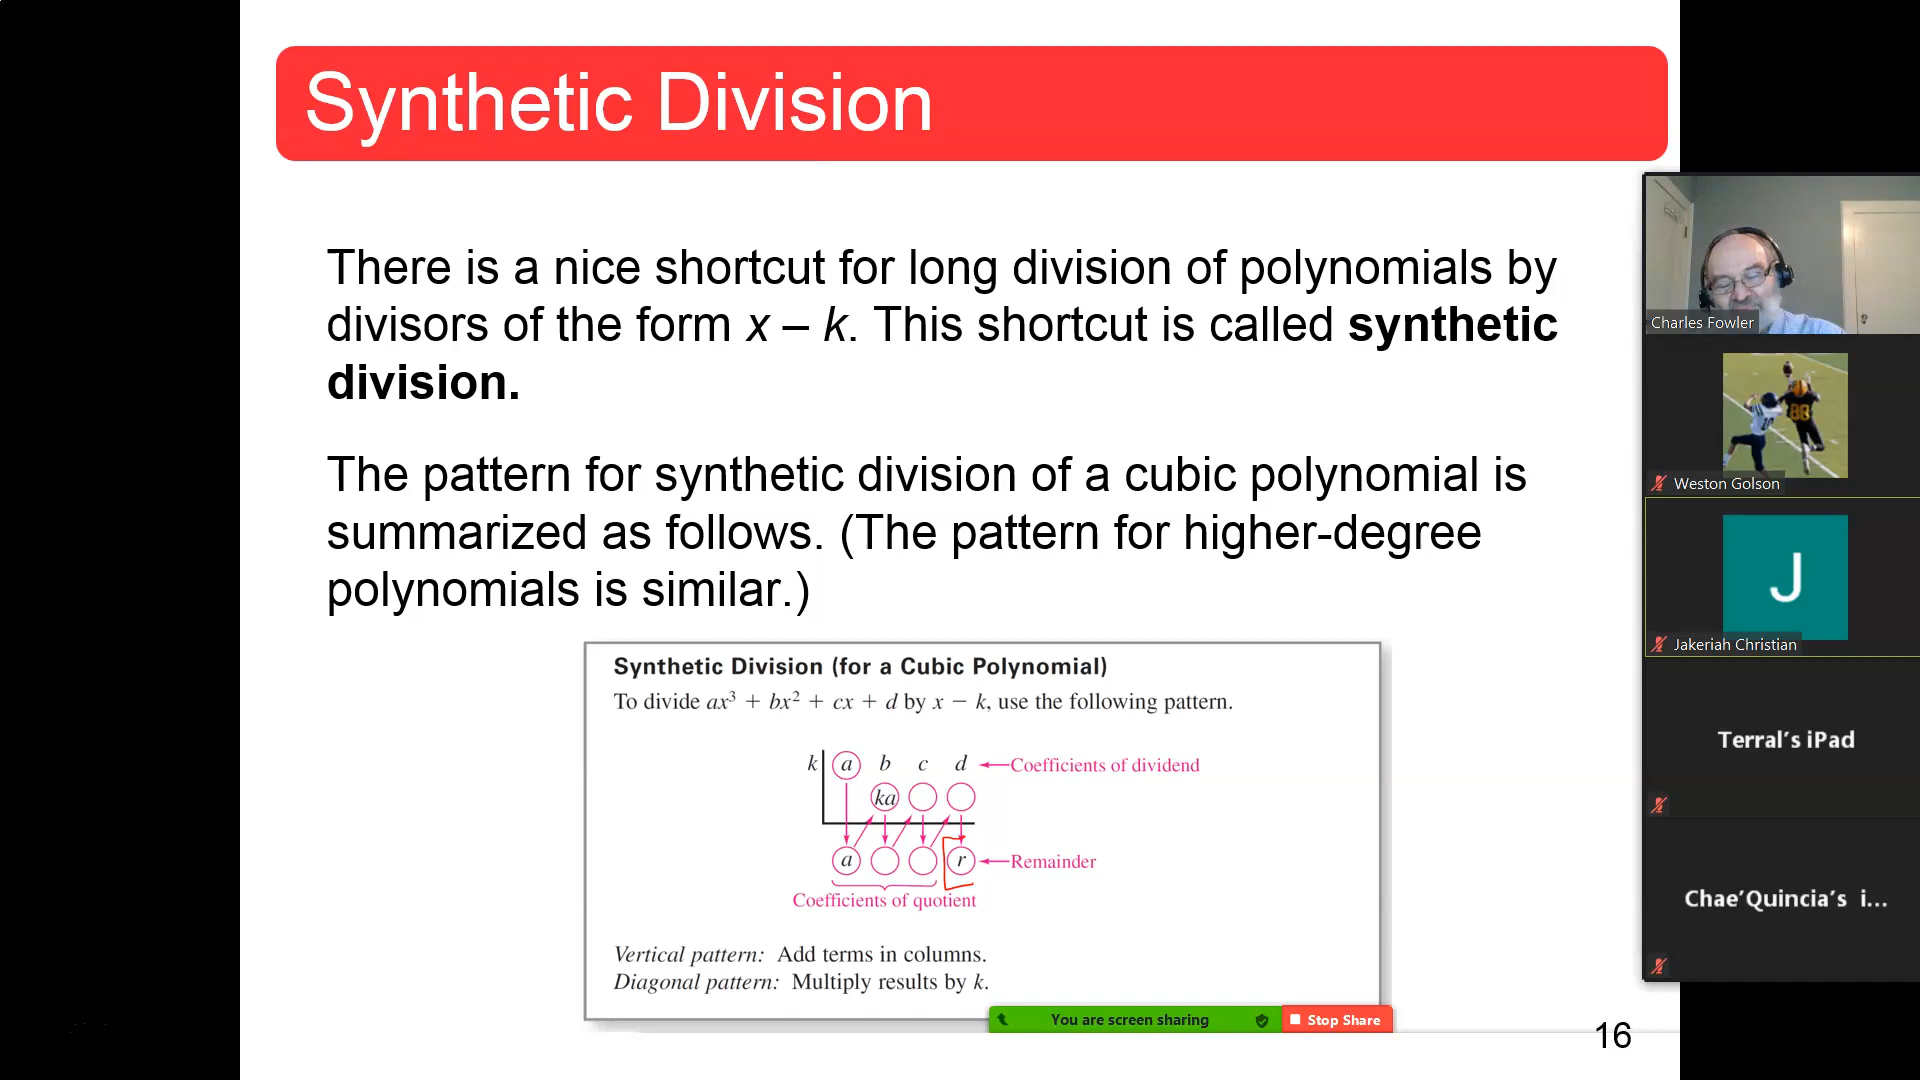 Synthetic Division
There is a nice shortcut for long division of polynomials by
divisors of the form x – k. This shortcut is called synthetic
division.
The pattern for synthetic division of a cubic polynomial is
summarized as follows. (The pattern for higher-degree
polynomials is similar.)
Synthetic Division (for a Cubic Polynomial)
To divide ax³ + bx² + cx + d by x − k, use the following pattern.
k a b c d Coefficients of dividend
ka
a r Remainder
Coefficients of quotient
Vertical pattern: Add terms in columns.
Diagonal pattern: Multiply results by k.
You are screen sharing Stop Share
16
Charles Fowler
88
Weston Golson
J
Jakeriah Christian
Terral's iPad
Chae'Quincia's i...